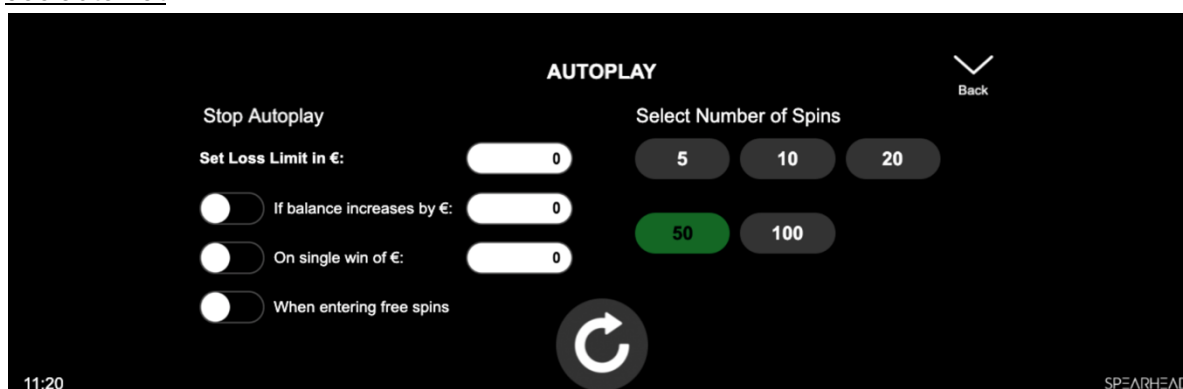 AUTOPLAY
Back
Stop Autoplay
Select Number of Spins
Set Loss Limit in €: 0
5 10 20
If balance increases by €: 0
50 100
On single win of €: 0
When entering free spins
11:20
SPEARHEAD